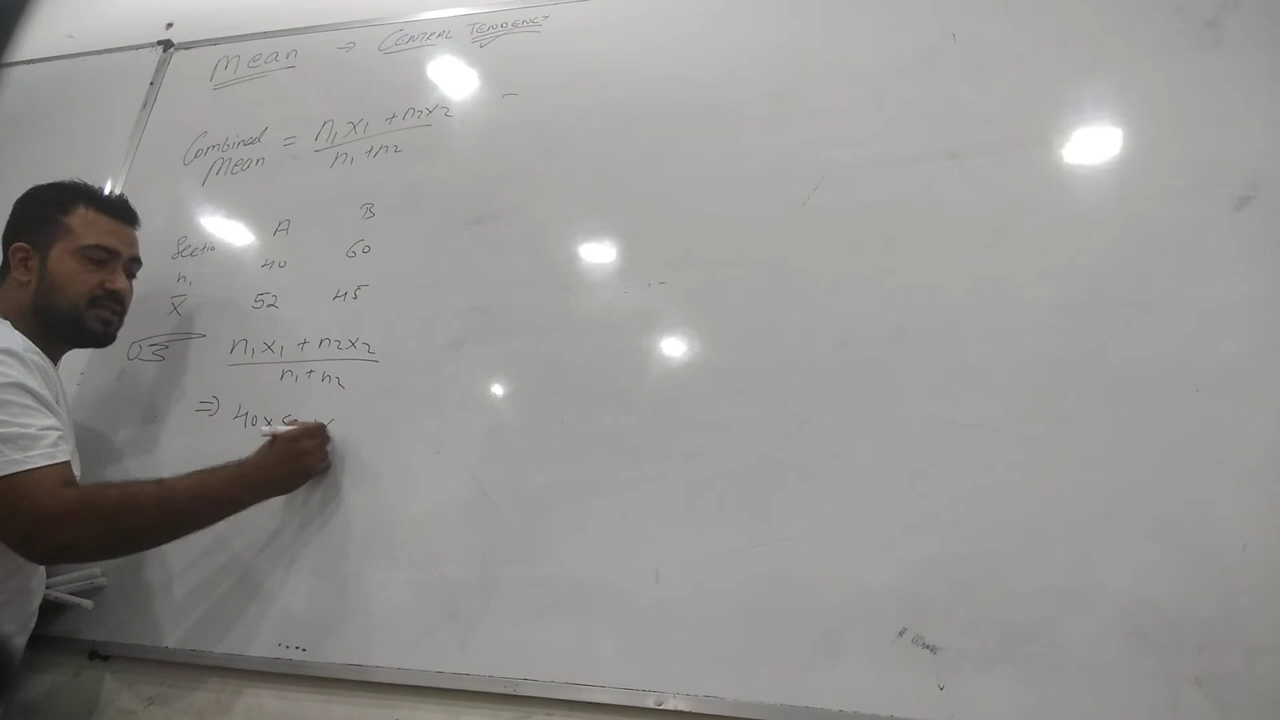 Mean → CENTRAL TENDENCY
Combined Mean = n₁x₁ + n₂x₂ / n₁ + n₂
Sectio A B
n₁ 40 60
x̄ 52 45
n₁x₁ + n₂x₂ / n₁ + n₂
⇒ 40 x